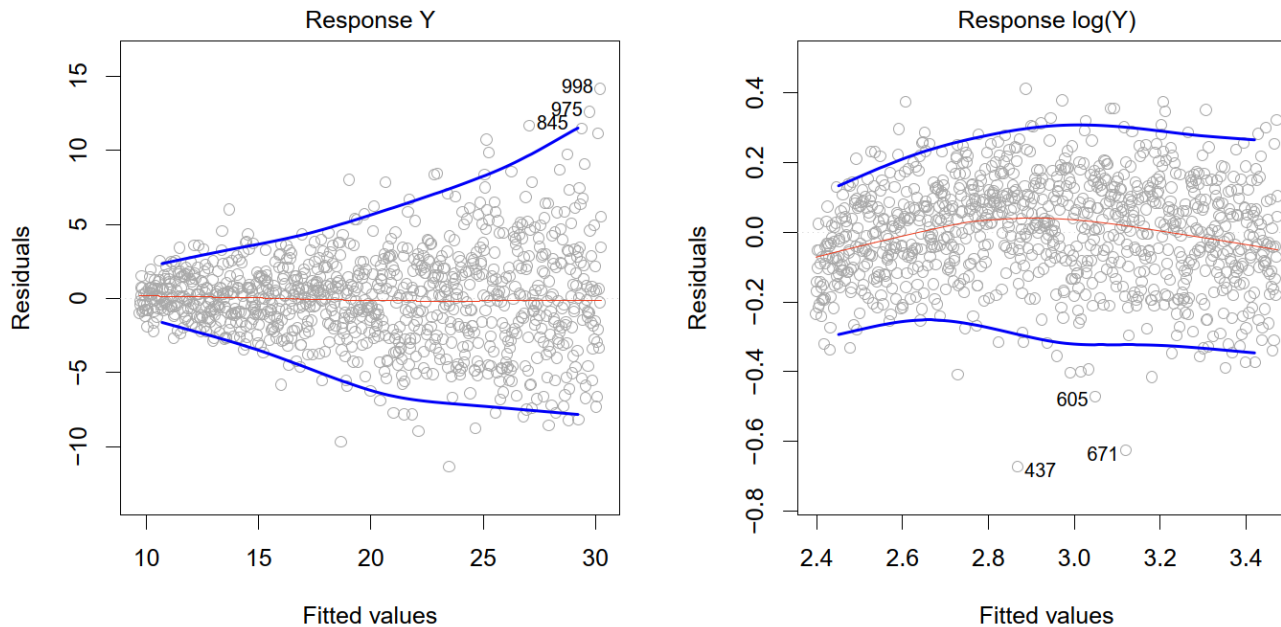 Response Y
Residuals
15
10
5
0
−5
−10
998
975
845
10 15 20 25 30
Fitted values
Response log(Y)
Residuals
0.4
0.2
0.0
−0.2
−0.4
−0.6
−0.8
605
671
437
2.4 2.6 2.8 3.0 3.2 3.4
Fitted values